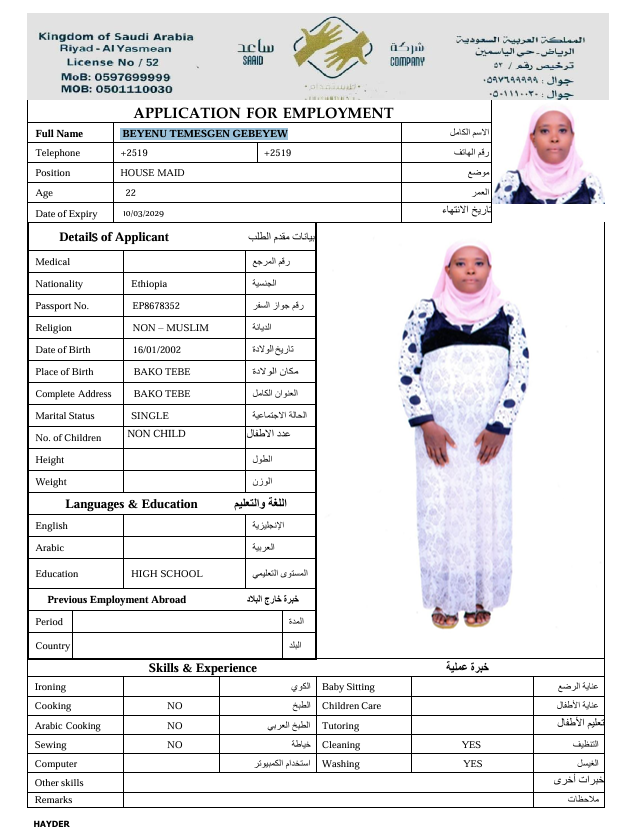 Kingdom of Saudi Arabia
Riyad - Al Yasmean
License No / 52
MoB: 0597699999
MOB: 0501110030
ساعد
SAAID
شركة
COMPANY
المملكة العربية السعودية
الرياض-حي الياسمين
ترخيص رقم / ٥٢
جوال : ٠٥٩٧٦٩٩٩٩٩
جوال : ٠٥٠١١١٠٠٣٠
APPLICATION FOR EMPLOYMENT
Full Name BEYENU TEMESGEN GEBEYEW الاسم الكامل
Telephone +2519 +2519 رقم الهاتف
Position HOUSE MAID موضع
Age 22 العمر
Date of Expiry 10/03/2029 تاريخ الانتهاء
Details of Applicant بيانات مقدم الطلب
Medical رقم المرجع
Nationality Ethiopia الجنسية
Passport No. EP8678352 رقم جواز السفر
Religion NON – MUSLIM الديانة
Date of Birth 16/01/2002 تاريخ الولادة
Place of Birth BAKO TEBE مكان الولادة
Complete Address BAKO TEBE العنوان الكامل
Marital Status SINGLE الحالة الاجتماعية
No. of Children NON CHILD عدد الاطفال
Height الطول
Weight الوزن
Languages & Education اللغة والتعليم
English الإنجليزية
Arabic العربية
Education HIGH SCHOOL المستوى التعليمي
Previous Employment Abroad خبرة خارج البلاد
Period المدة
Country البلد
Skills & Experience خبرة عملية
Ironing الكوي Baby Sitting عناية الرضع
Cooking NO الطبخ Children Care عناية الأطفال
Arabic Cooking NO الطبخ العربي Tutoring تعليم الأطفال
Sewing NO خياطة Cleaning YES التنظيف
Computer استخدام الكمبيوتر Washing YES الغسيل
Other skills خبرات أخرى
Remarks ملاحظات
HAYDER